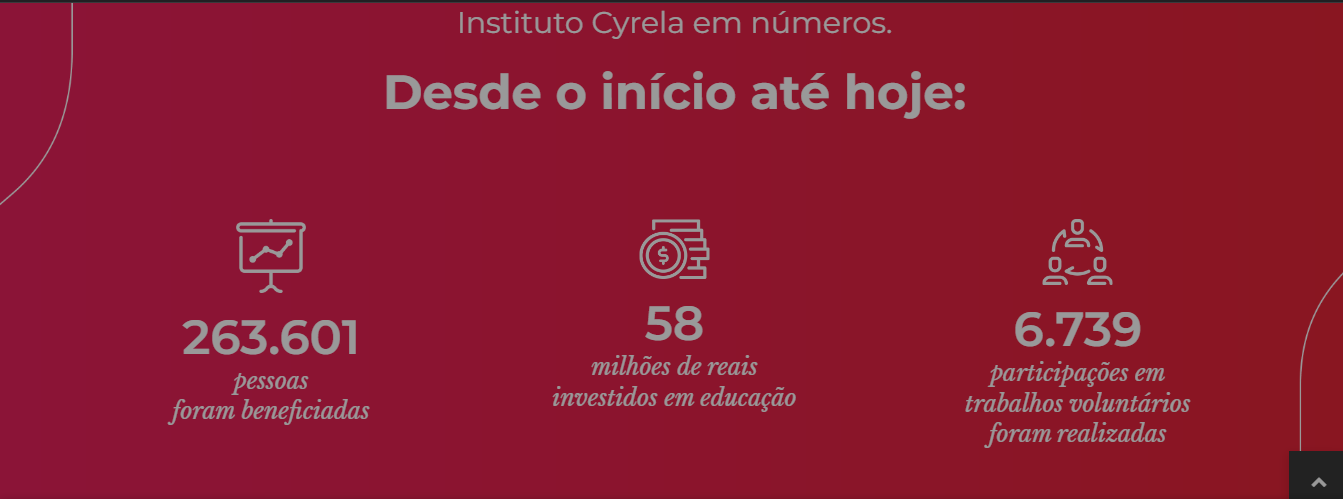 Instituto Cyrela em números.
Desde o início até hoje:
263.601
pessoas
foram beneficiadas
$
58
milhões de reais
investidos em educação
6.739
participações em
trabalhos voluntários
foram realizadas